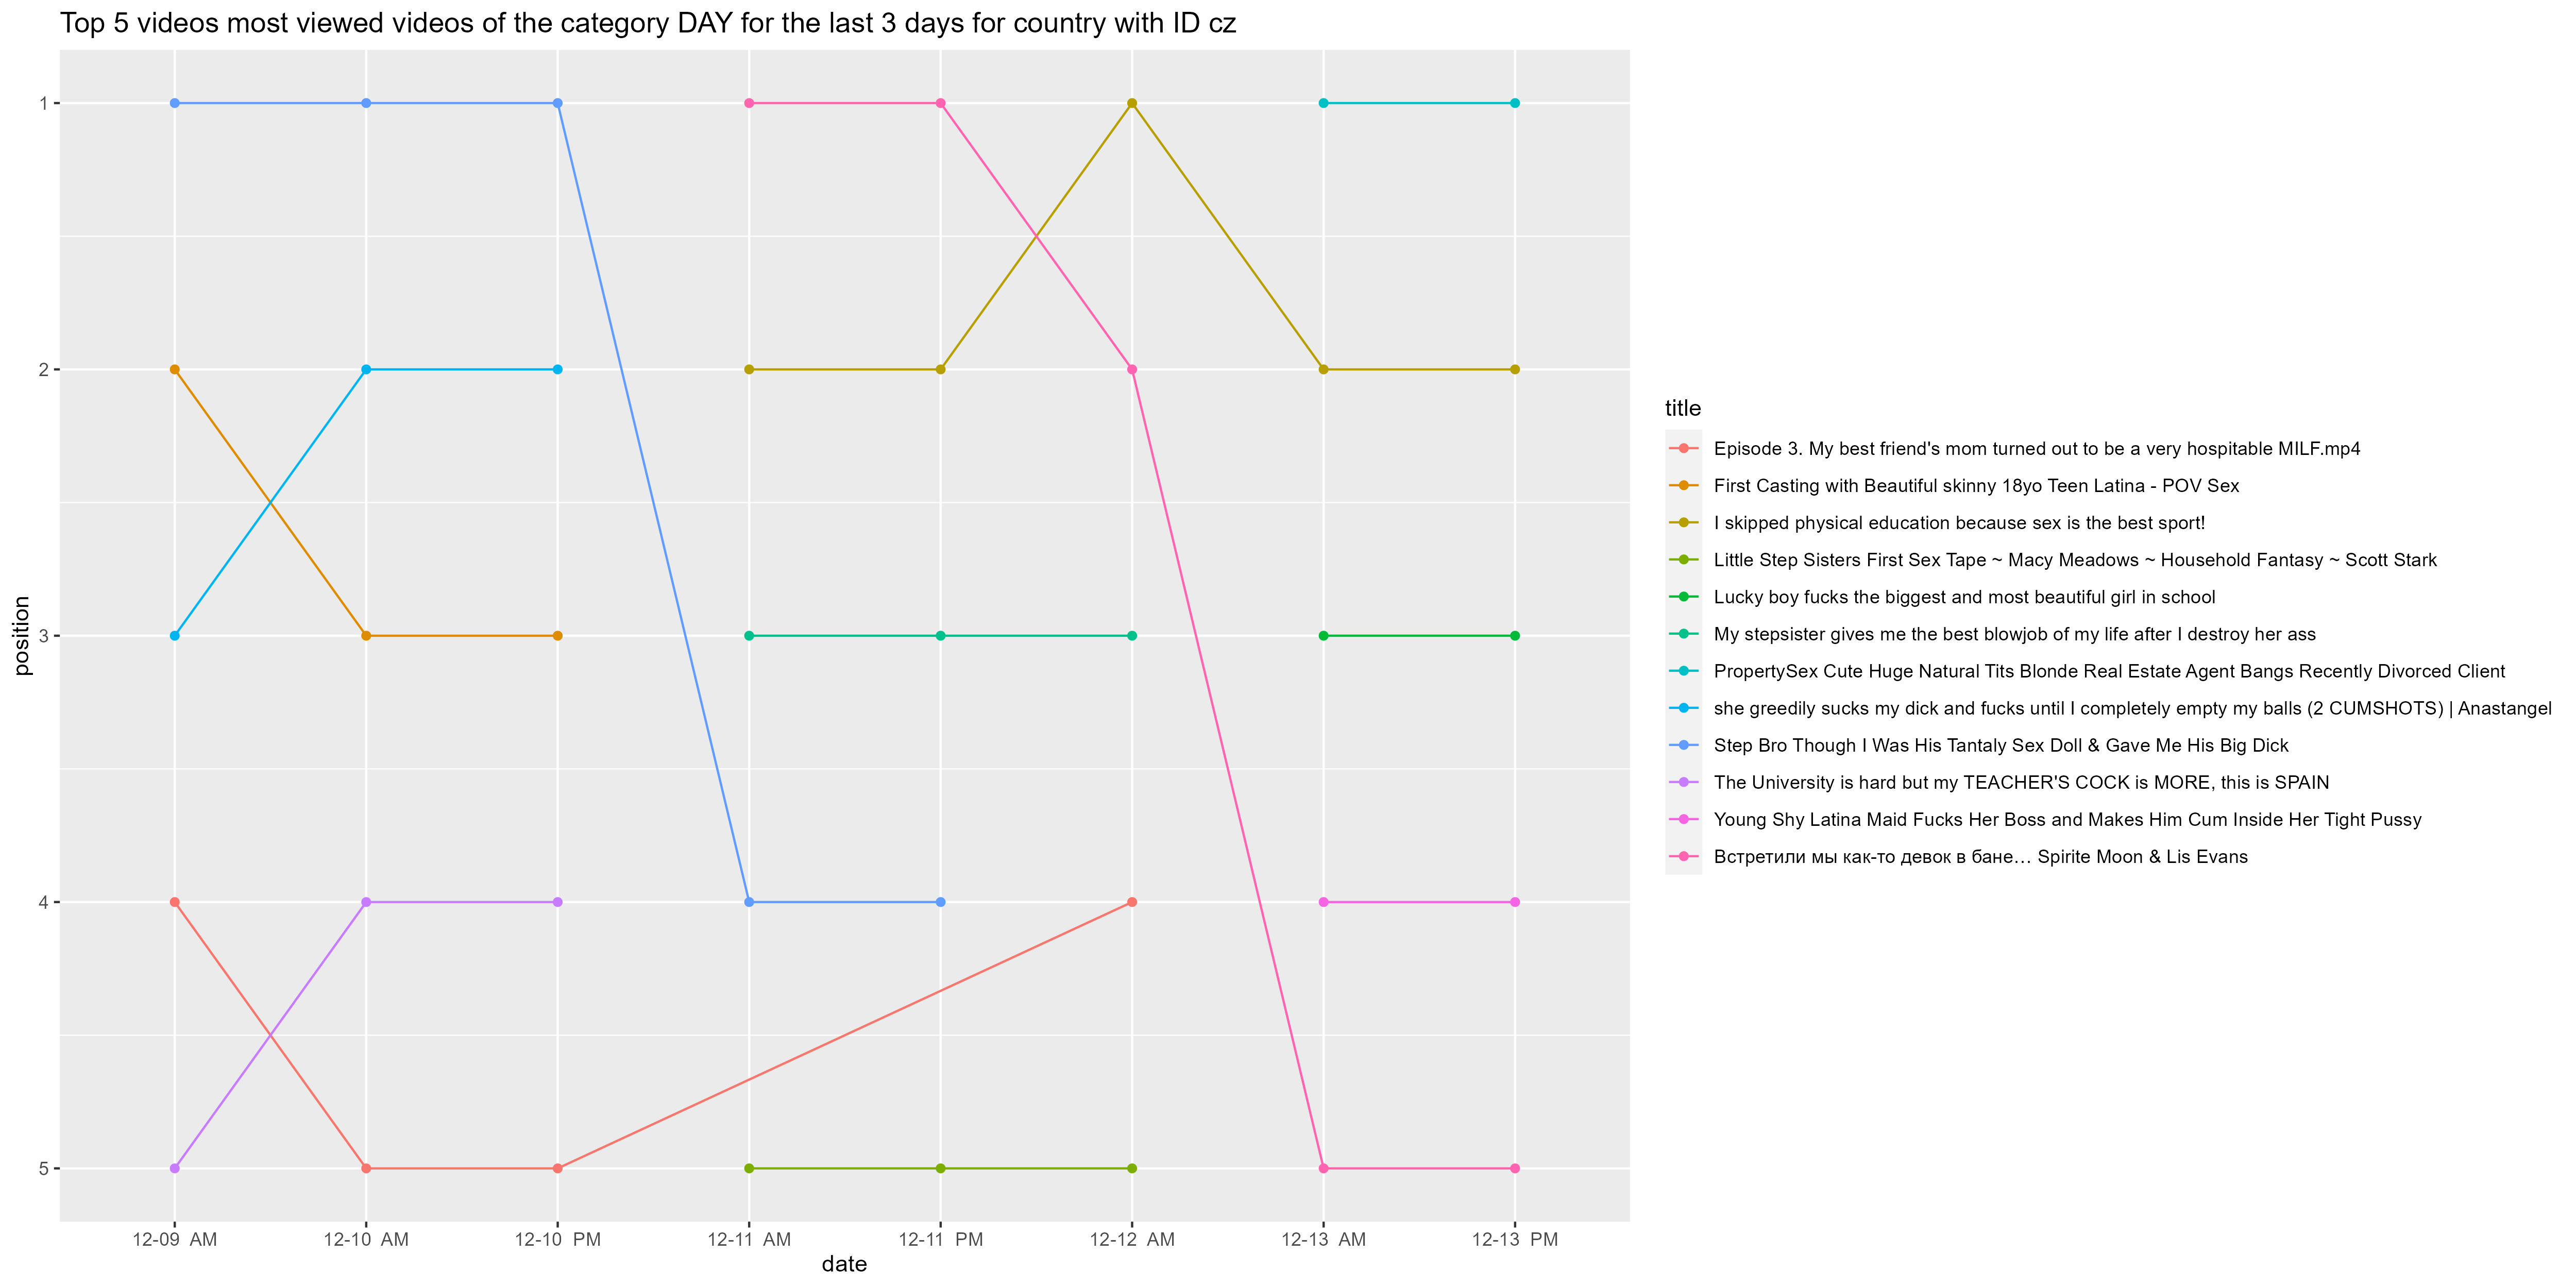 Top 5 videos most viewed videos of the category DAY for the last 3 days for country with ID cz
position
1
2
3
4
5
12-09 AM
12-10 AM
12-10 PM
12-11 AM
12-11 PM
12-12 AM
12-13 AM
12-13 PM
date
title
Episode 3. My best friend's mom turned out to be a very hospitable MILF.mp4
First Casting with Beautiful skinny 18yo Teen Latina - POV Sex
I skipped physical education because sex is the best sport!
Little Step Sisters First Sex Tape ~ Macy Meadows ~ Household Fantasy ~ Scott Stark
Lucky boy fucks the biggest and most beautiful girl in school
My stepsister gives me the best blowjob of my life after I destroy her ass
PropertySex Cute Huge Natural Tits Blonde Real Estate Agent Bangs Recently Divorced Client
she greedily sucks my dick and fucks until I completely empty my balls (2 CUMSHOTS) | Anastangel
Step Bro Though I Was His Tantaly Sex Doll & Gave Me His Big Dick
The University is hard but my TEACHER'S COCK is MORE, this is SPAIN
Young Shy Latina Maid Fucks Her Boss and Makes Him Cum Inside Her Tight Pussy
Встретили мы как-то девок в бане… Spirite Moon & Lis Evans